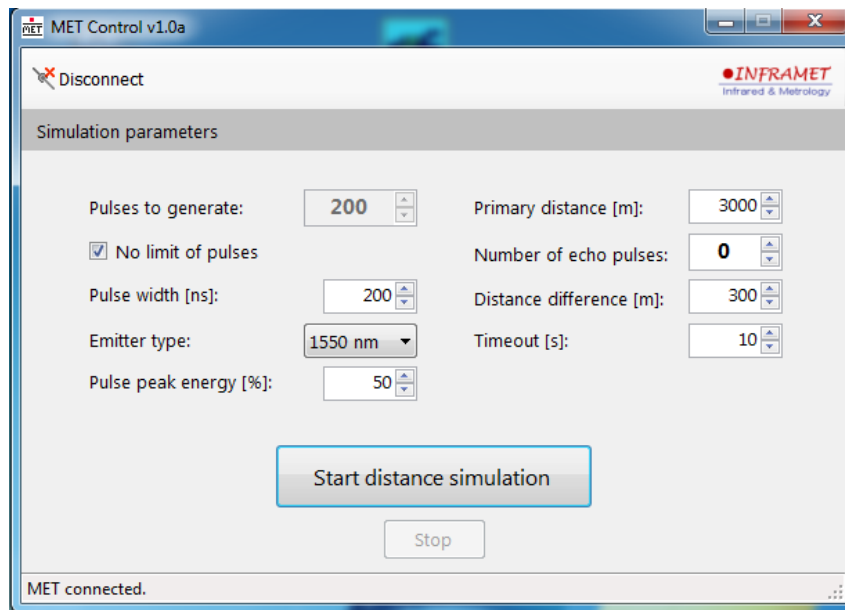 MET MET Control v1.0a
Disconnect
INFRAMET
Infrared & Metrology
Simulation parameters
Pulses to generate: 200
Primary distance [m]: 3000
No limit of pulses
Number of echo pulses: 0
Pulse width [ns]: 200
Distance difference [m]: 300
Emitter type: 1550 nm
Timeout [s]: 10
Pulse peak energy [%]: 50
Start distance simulation
Stop
MET connected.